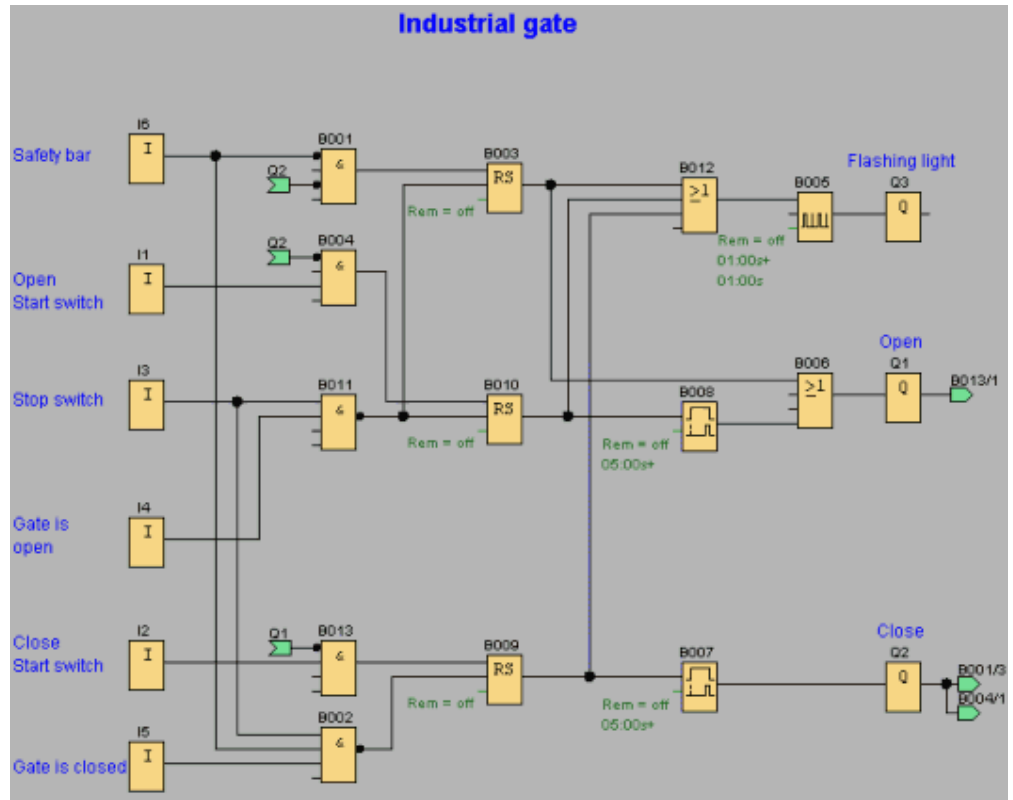 Industrial gate
I6
B001
B003
Safety bar
I
&
Q2
RS
B012
Flashing light
≥1
B005
Q3
Q
Rem = off
Q2
B004
&
Rem = off
01:00s+
01:00s
I1
I
Open
Start switch
Open
I3
B011
B010
B008
B006
Q1
Stop switch
I
&
RS
≥1
Q
B013/1
Rem = off
Rem = off
05:00s+
I4
Gate is
open
I
Close
Start switch
I2
I
Q1
B013
&
B009
RS
B007
Close
Q2
Q
B001/3
B004/1
Rem = off
Rem = off
05:00s+
B002
&
I5
I
Gate is closed